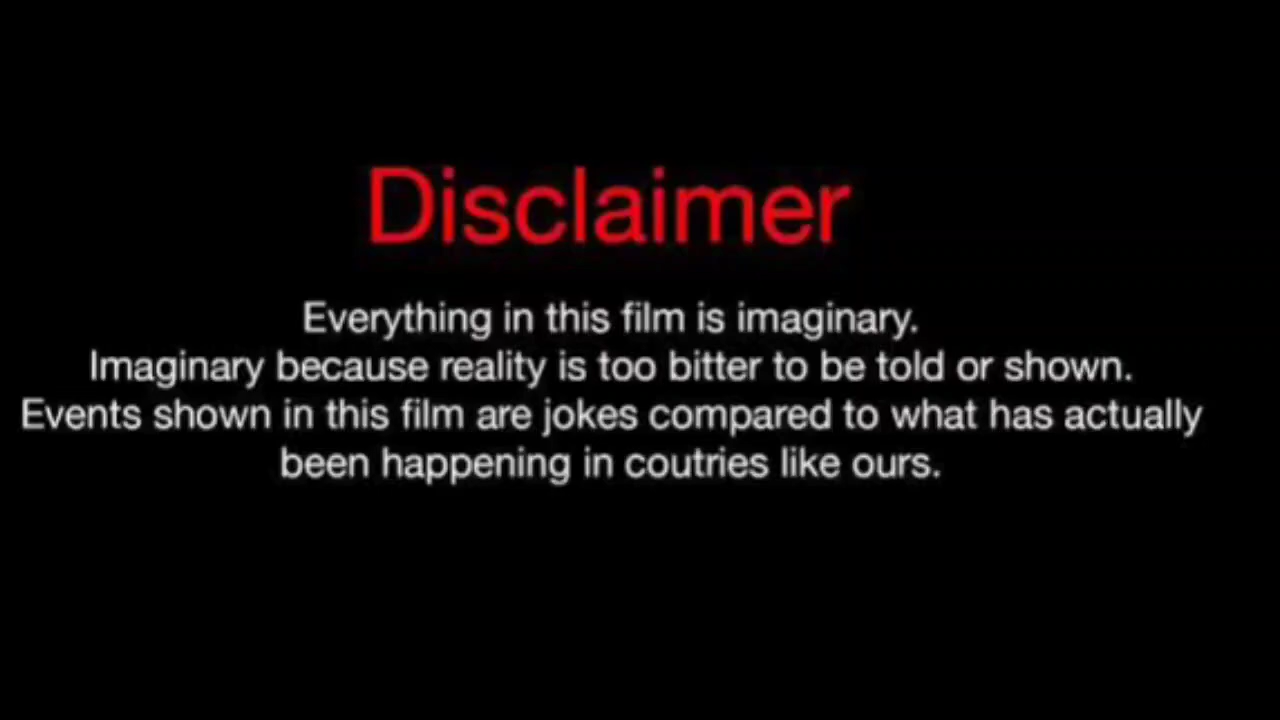 Disclaimer
Everything in this film is imaginary.
Imaginary because reality is too bitter to be told or shown.
Events shown in this film are jokes compared to what has actually
been happening in coutries like ours.